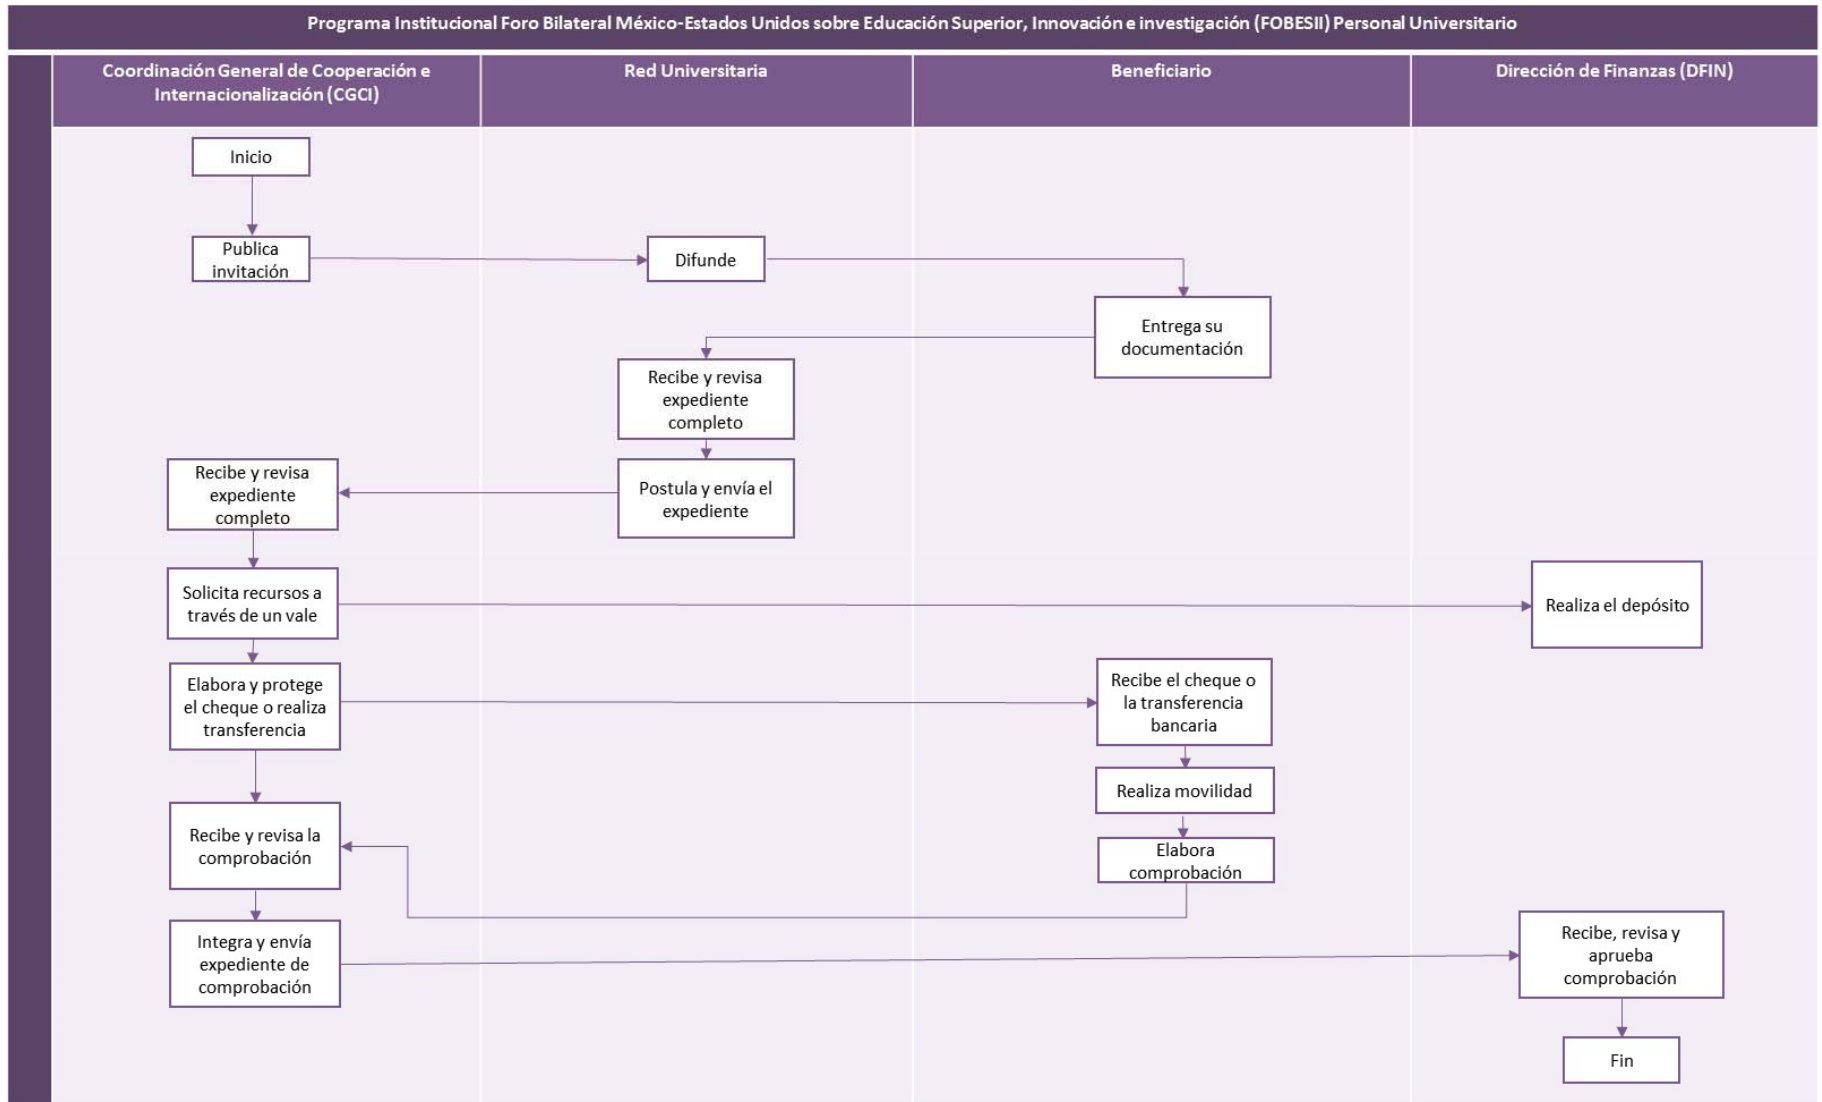 Programa Institucional Foro Bilateral México-Estados Unidos sobre Educación Superior, Innovación e investigación (FOBESII) Personal Universitario
Coordinación General de Cooperación e
Internacionalización (CGCI)
Red Universitaria
Beneficiario
Dirección de Finanzas (DFIN)
Inicio
Publica
invitación
Difunde
Entrega su
documentación
Recibe y revisa
expediente
completo
Postula y envía el
expediente
Recibe y revisa
expediente
completo
Solicita recursos a
través de un vale
Realiza el depósito
Elabora y protege
el cheque o realiza
transferencia
Recibe el cheque o
la transferencia
bancaria
Realiza movilidad
Elabora
comprobación
Recibe y revisa la
comprobación
Integra y envía
expediente de
comprobación
Recibe, revisa y
aprueba
comprobación
Fin